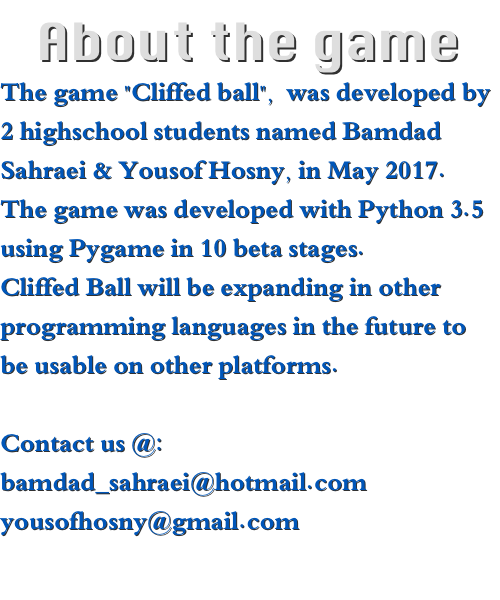 About the game
The game "Cliffed ball", was developed by
2 highschool students named Bamdad
Sahraei & Yousof Hosny, in May 2017.
The game was developed with Python 3.5
using Pygame in 10 beta stages.
Cliffed Ball will be expanding in other
programming languages in the future to
be usable on other platforms.
Contact us @:
bamdad_sahraei@hotmail.com
yousofhosny@gmail.com